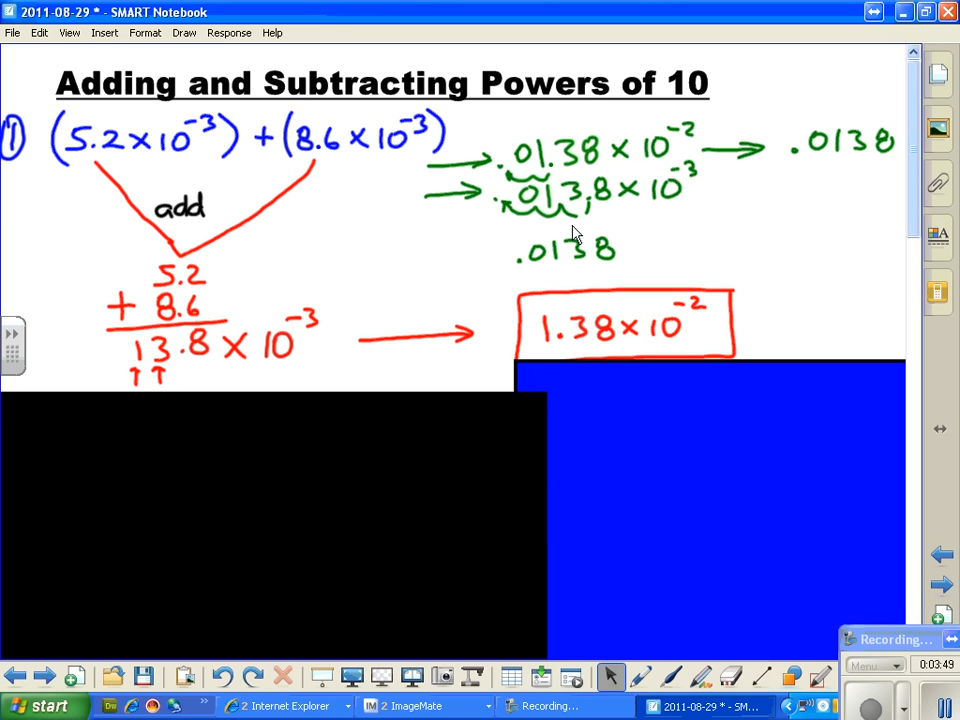 2011-08-29 * - SMART Notebook
File Edit View Insert Format Draw Response Help
Adding and Subtracting Powers of 10
① (5.2×10⁻³) + (8.6×10⁻³)
add
5.2
+ 8.6
13.8 × 10⁻³ →
↑ ↑
→ .01.38 × 10⁻² → .0138
→ .013.8 × 10⁻³
.0138
1.38×10⁻²
Recording...
Menu
0:03:49
start
2 Internet Explorer
2 ImageMate
Recording...
2011-08-29 * - SM...